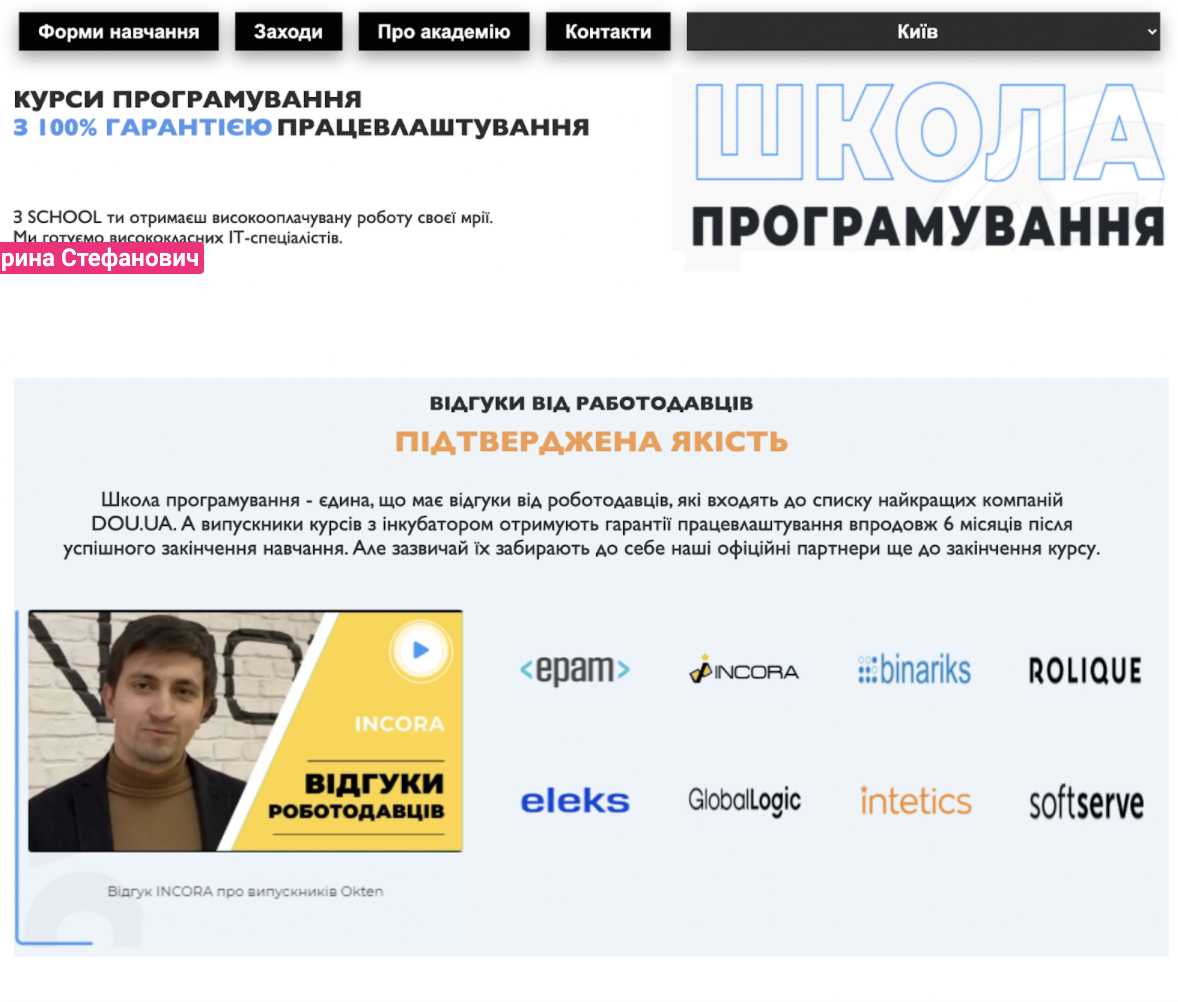 Форми навчання
Заходи
Про академію
Контакти
Київ
КУРСИ ПРОГРАМУВАННЯ
З 100% ГАРАНТІЄЮ ПРАЦЕВЛАШТУВАННЯ
З SCHOOL ти отримаєш високооплачувану роботу своєї мрії.
Ми готуємо висококласних IT-спеціалістів.
рина Стефанович
ШКОЛА
ПРОГРАМУВАННЯ
ВІДГУКИ ВІД РАБОТОДАВЦІВ
ПІДТВЕРДЖЕНА ЯКІСТЬ
Школа програмування - єдина, що має відгуки від роботодавців, які входять до списку найкращих компаній
DOU.UA. А випускники курсів з інкубатором отримують гарантії працевлаштування впродовж 6 місяців після
успішного закінчення навчання. Але зазвичай їх забирають до себе наші офіційні партнери ще до закінчення курсу.
INCORA
ВІДГУКИ
РОБОТОДАВЦІВ
Відгук INCORA про випускників Okten
<epam>
INCORA
binariks
ROLIQUE
eleks
GlobalLogic
intetics
softserve